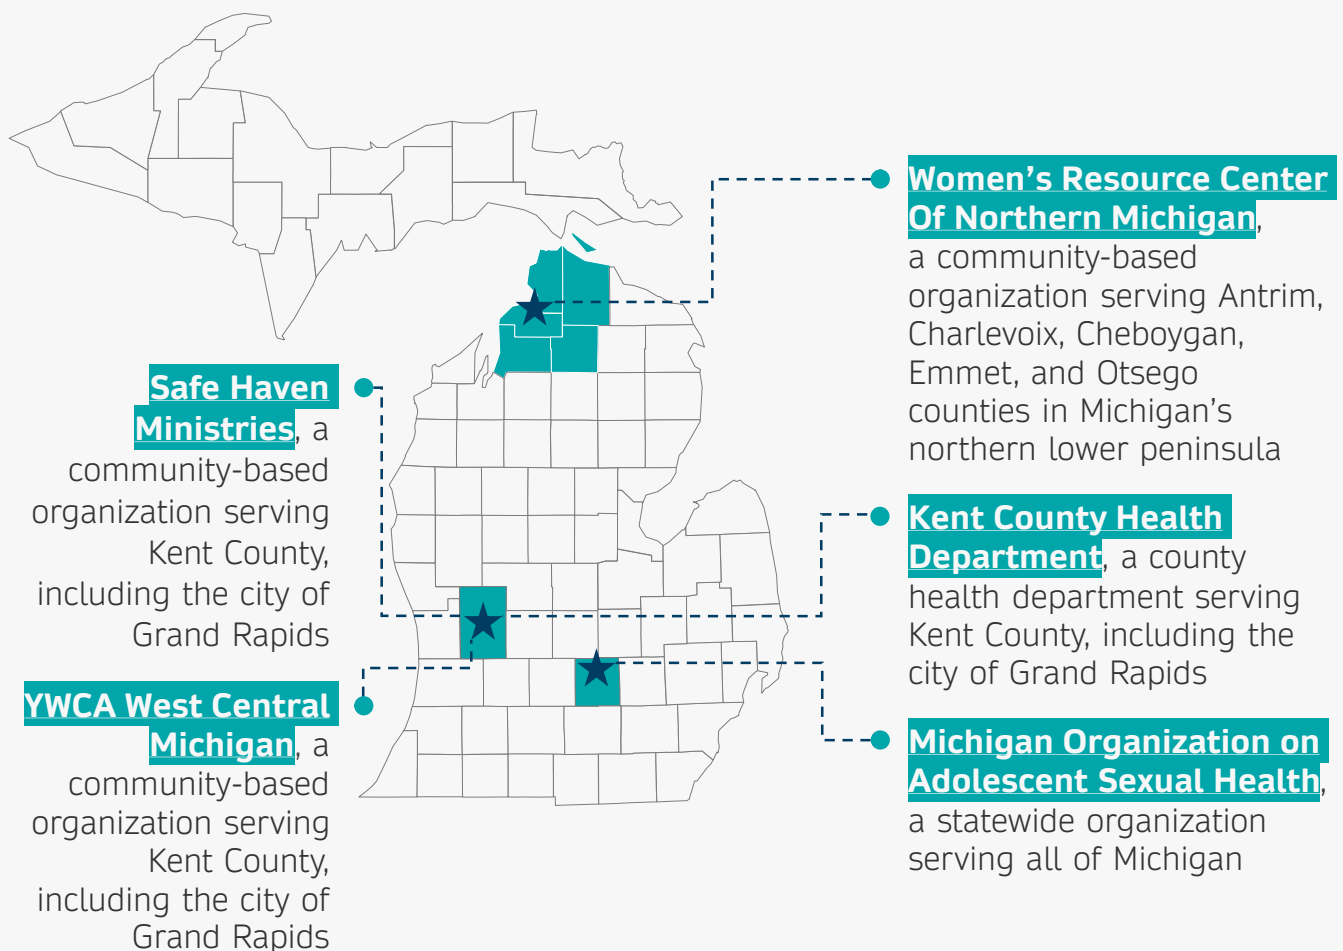 Women’s Resource Center
Of Northern Michigan,
a community-based
organization serving Antrim,
Charlevoix, Cheboygan,
Emmet, and Otsego
counties in Michigan’s
northern lower peninsula
Safe Haven
Ministries, a
community-based
organization serving
Kent County,
including the city of
Grand Rapids
Kent County Health
Department, a county
health department serving
Kent County, including the
city of Grand Rapids
YWCA West Central
Michigan, a
community-based
organization serving
Kent County,
including the city of
Grand Rapids
Michigan Organization on
Adolescent Sexual Health,
a statewide organization
serving all of Michigan